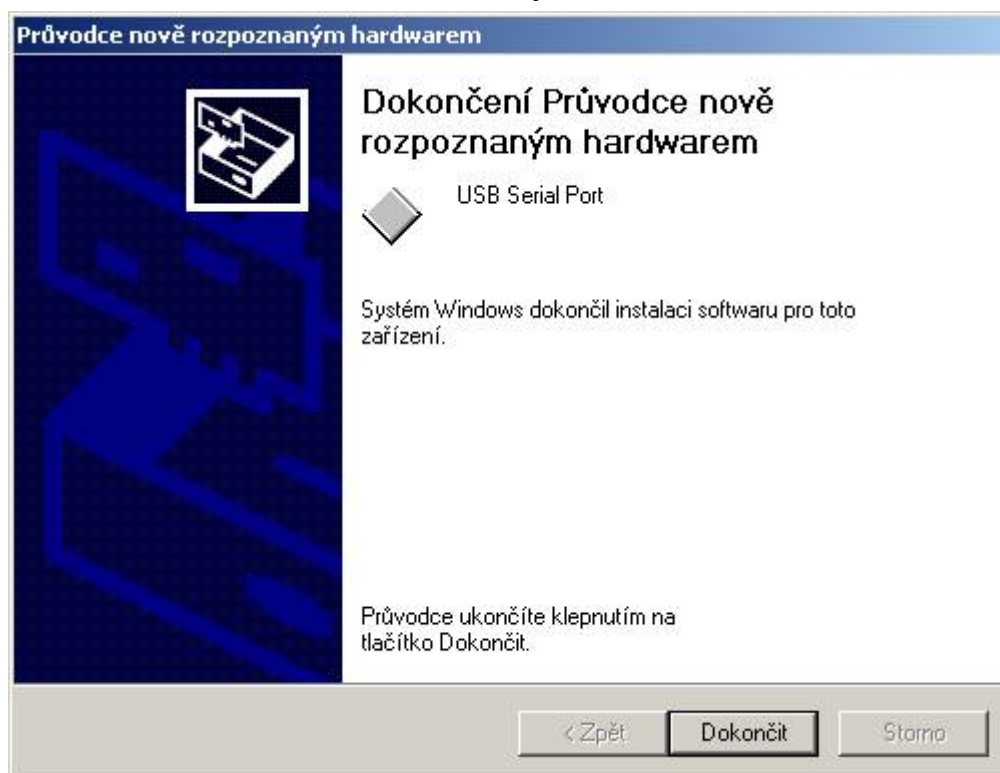 Průvodce nově rozpoznaným hardwarem
Dokončení Průvodce nově
rozpoznaným hardwarem
USB Serial Port
Systém Windows dokončil instalaci softwaru pro toto
zařízení.
Průvodce ukončíte klepnutím na
tlačítko Dokončit.
< Zpět
Dokončit
Storno